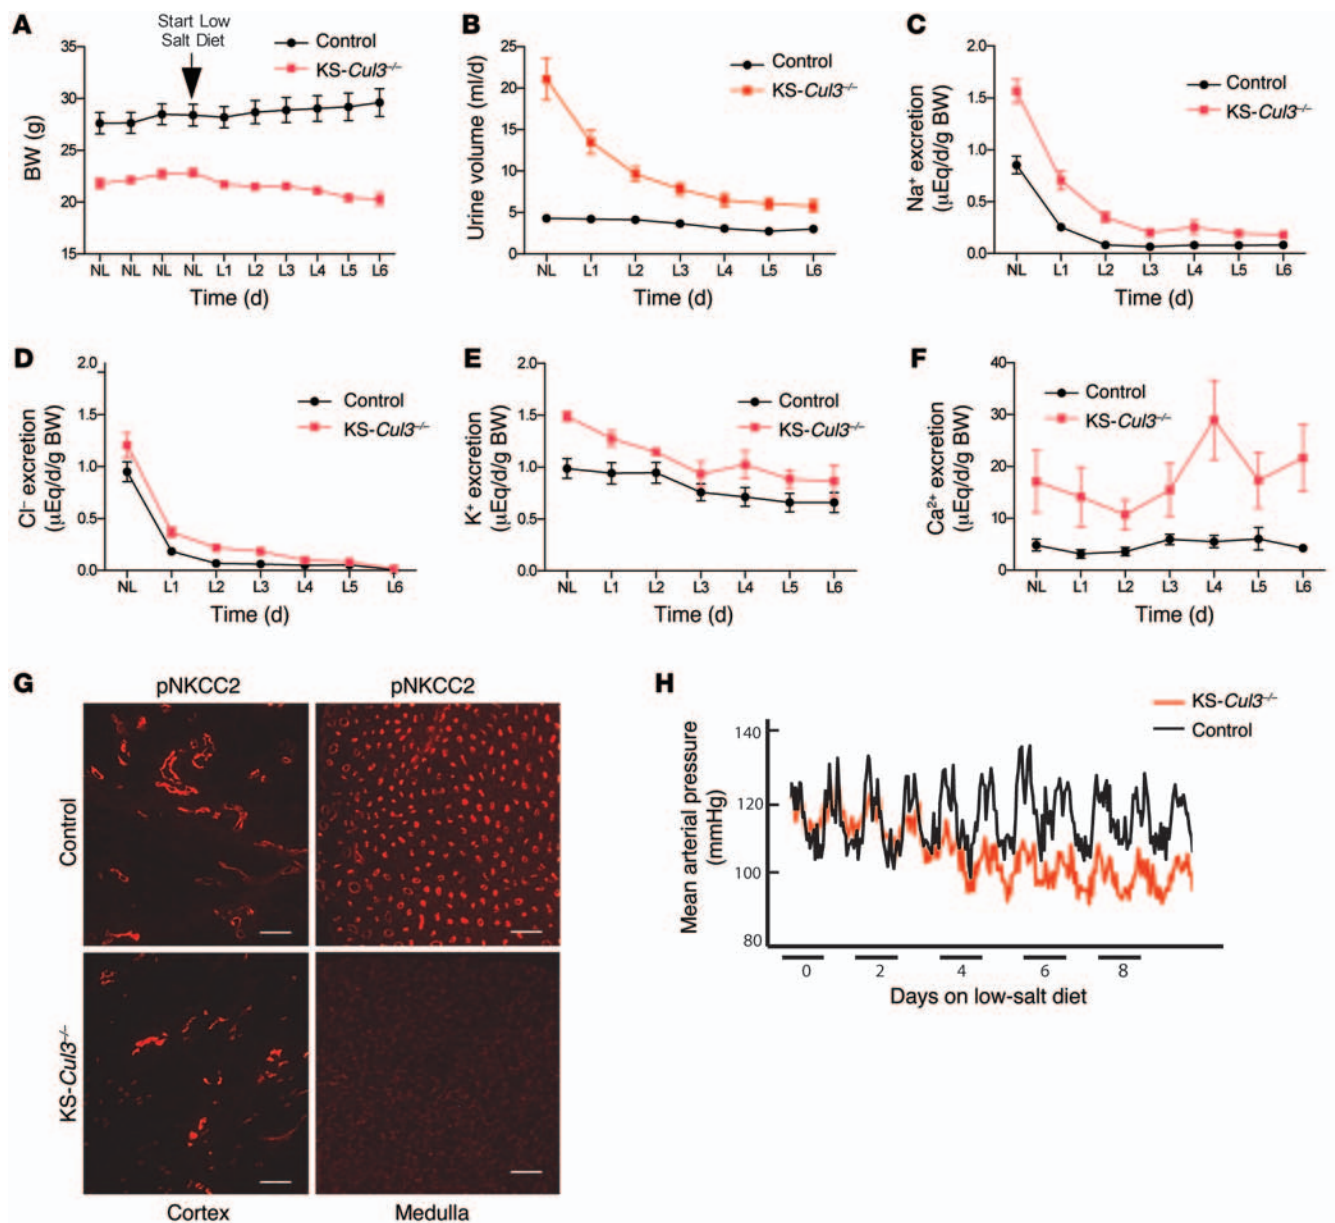 A
Start Low
Salt Diet
Control
KS-Cul3–/–
35
30
25
20
15
BW (g)
NL NL NL NL L1 L2 L3 L4 L5 L6
Time (d)
B
Control
KS-Cul3–/–
25
20
15
10
5
0
Urine volume (ml/d)
NL L1 L2 L3 L4 L5 L6
Time (d)
C
Control
KS-Cul3–/–
2.0
1.5
1.0
0.5
0.0
Na+ excretion
(µEq/d/g BW)
NL L1 L2 L3 L4 L5 L6
Time (d)
D
Control
KS-Cul3–/–
2.0
1.5
1.0
0.5
0.0
Cl– excretion
(µEq/d/g BW)
NL L1 L2 L3 L4 L5 L6
Time (d)
E
Control
KS-Cul3–/–
2.0
1.5
1.0
0.5
0.0
K+ excretion
(µEq/d/g BW)
NL L1 L2 L3 L4 L5 L6
Time (d)
F
Control
KS-Cul3–/–
40
30
20
10
0
Ca2+ excretion
(µEq/d/g BW)
NL L1 L2 L3 L4 L5 L6
Time (d)
G
pNKCC2 pNKCC2
Control
KS-Cul3–/–
Cortex Medulla
H
KS-Cul3–/–
Control
140
120
100
80
Mean arterial pressure
(mmHg)
0 2 4 6 8
Days on low-salt diet